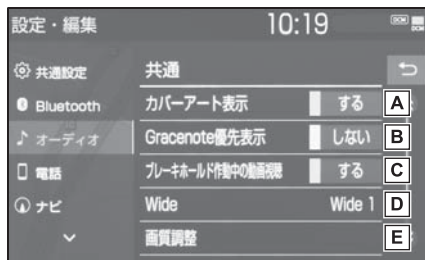 設定・編集 10:19 DCM
共通設定
Bluetooth
オーディオ
電話
ナビ
共通
カバーアート表示 する A
Gracenote優先表示 しない B
ブレーキホールド作動中の動画視聴 する C
Wide Wide 1 D
画質調整 E